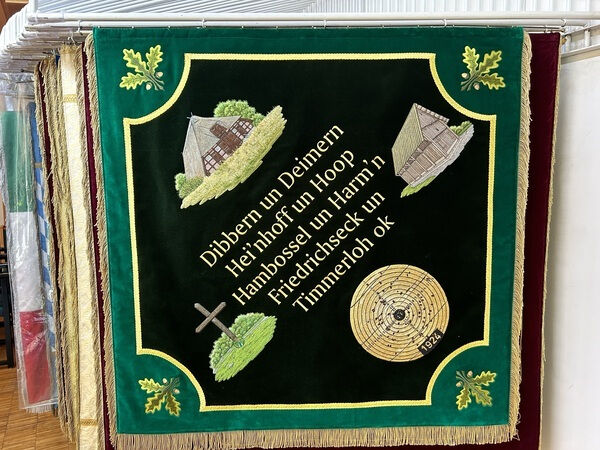 Dibbern un Deimern
Hei'nhoff un Hoop
Hambossel un Harm'n
Friedrichseck un
Timmerloh ok
1924